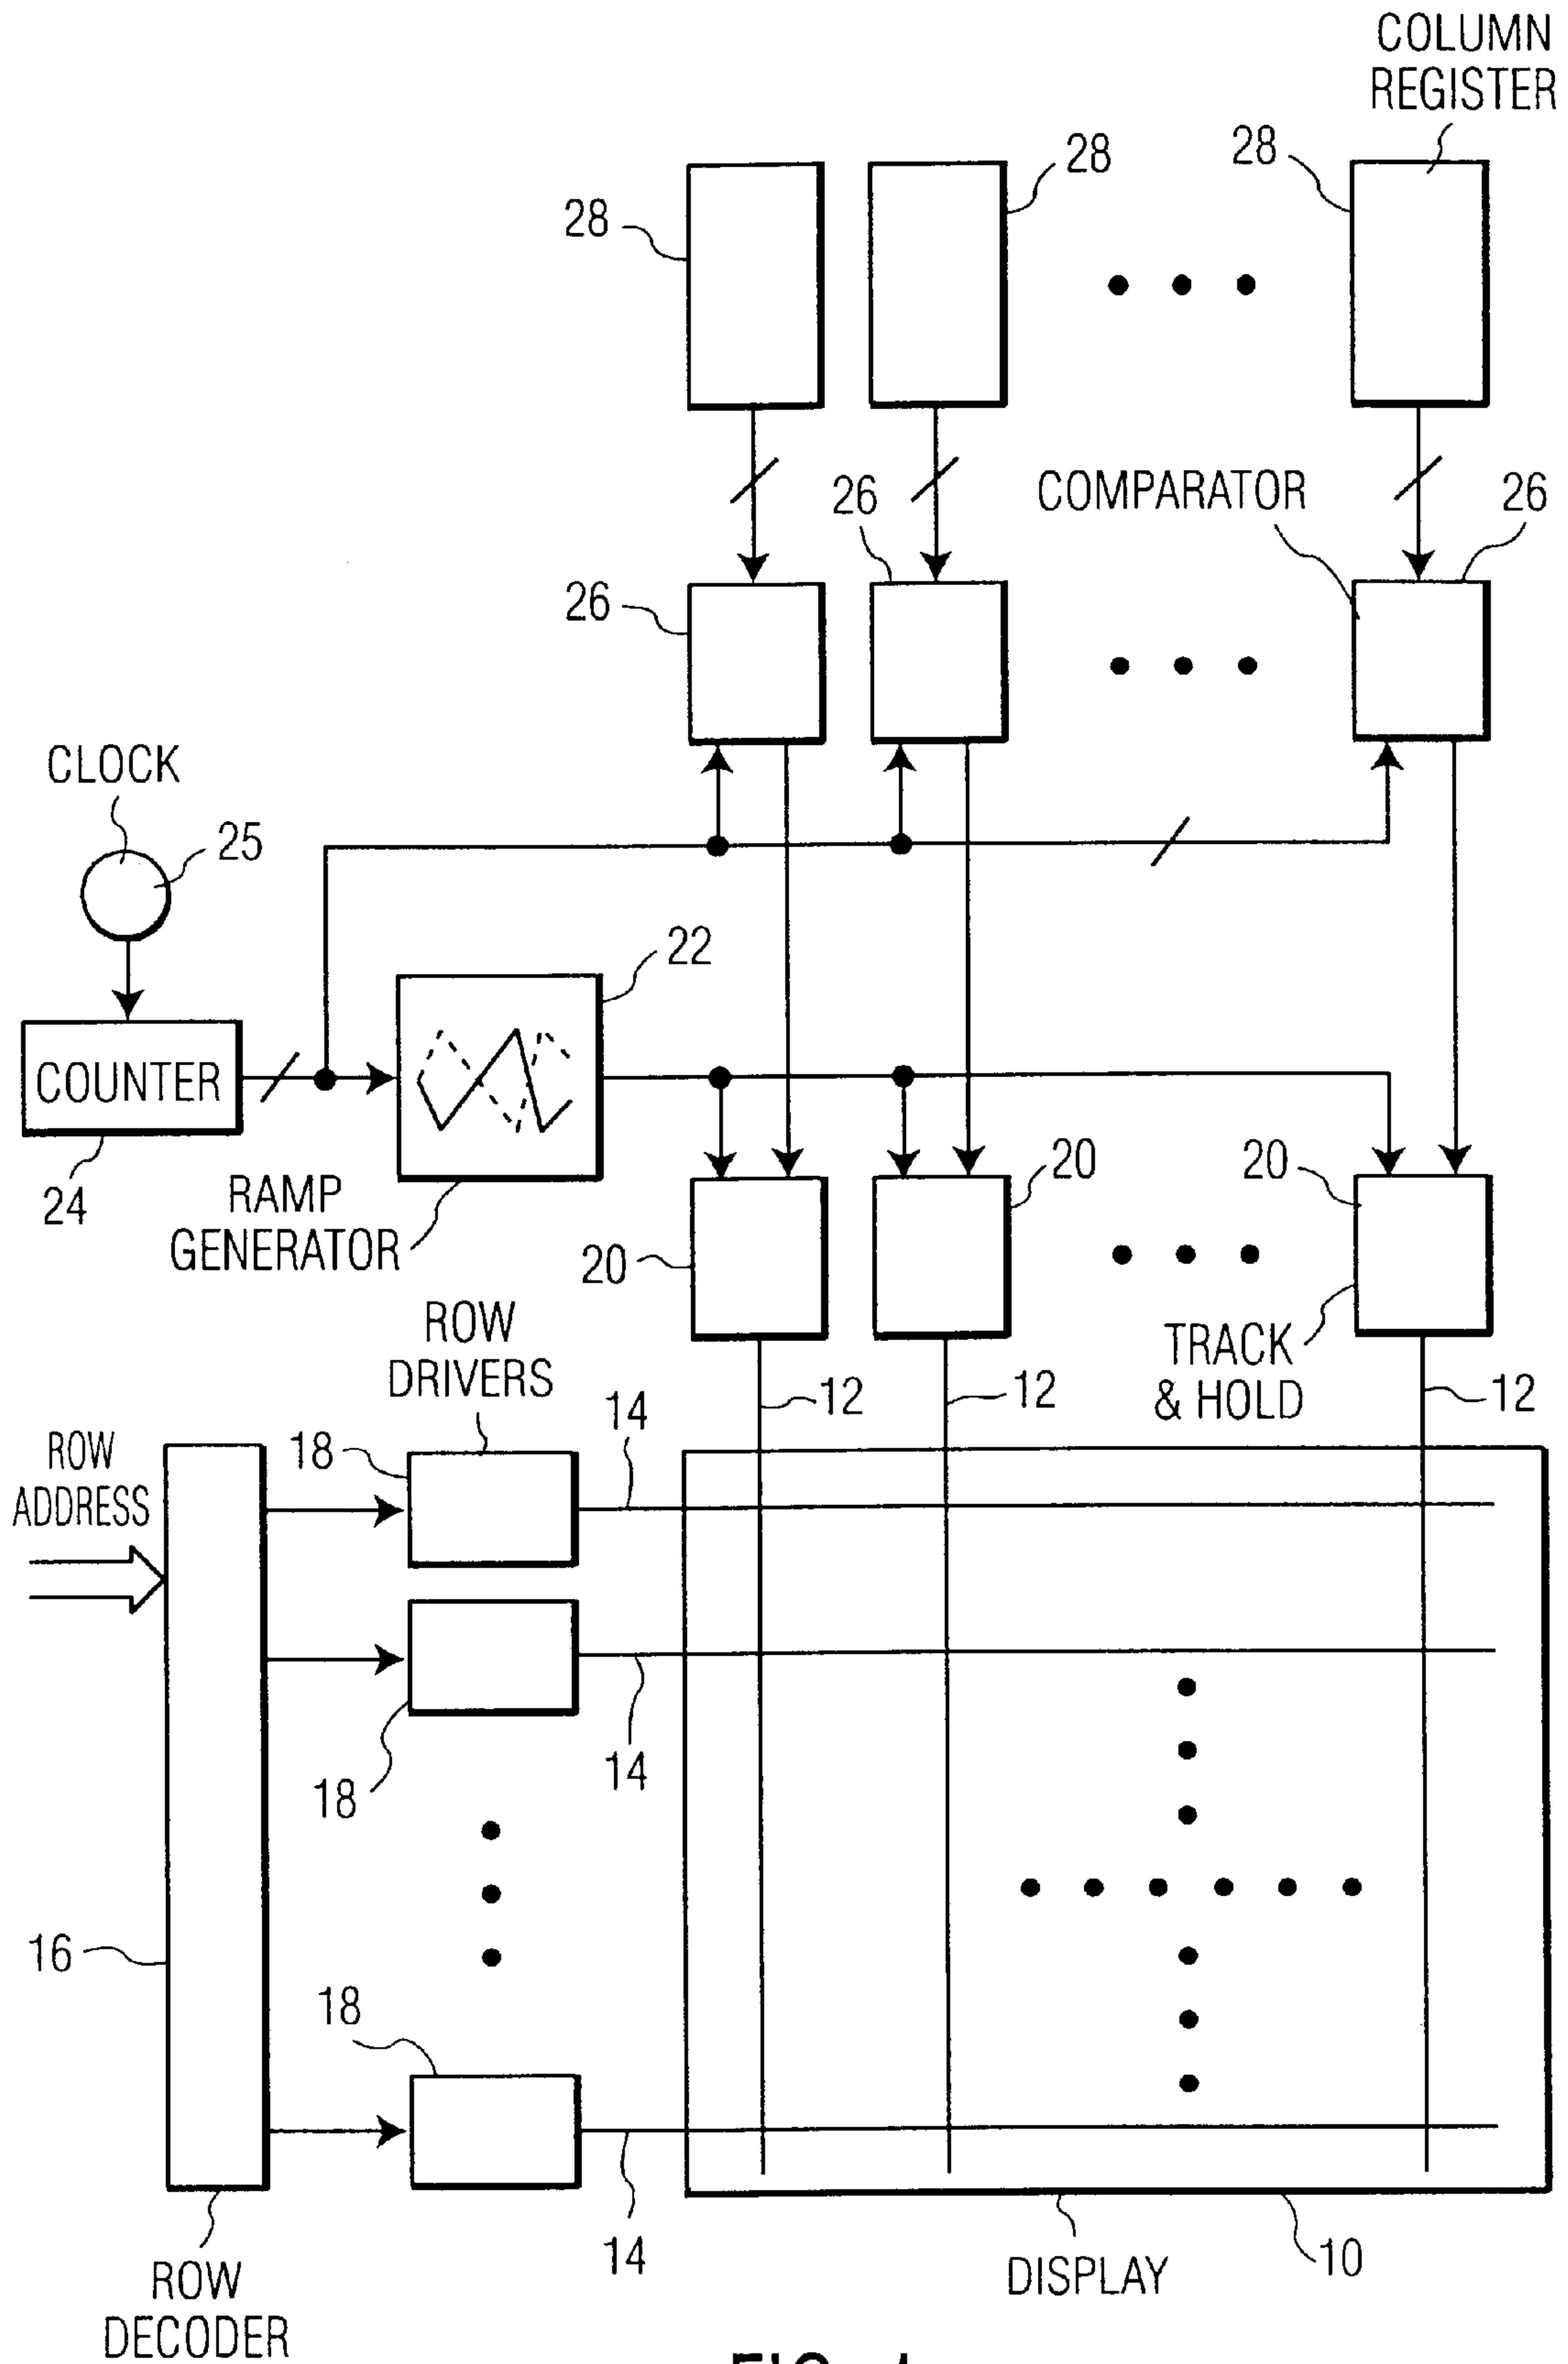 COLUMN
REGISTER
28
28
28
26
COMPARATOR
26
26
CLOCK
25
22
COUNTER
24
RAMP
GENERATOR
20
20
20
ROW
DRIVERS
TRACK
& HOLD
12
12
12
14
ROW
ADDRESS
18
14
18
16
18
14
10
DISPLAY
ROW
DECODER